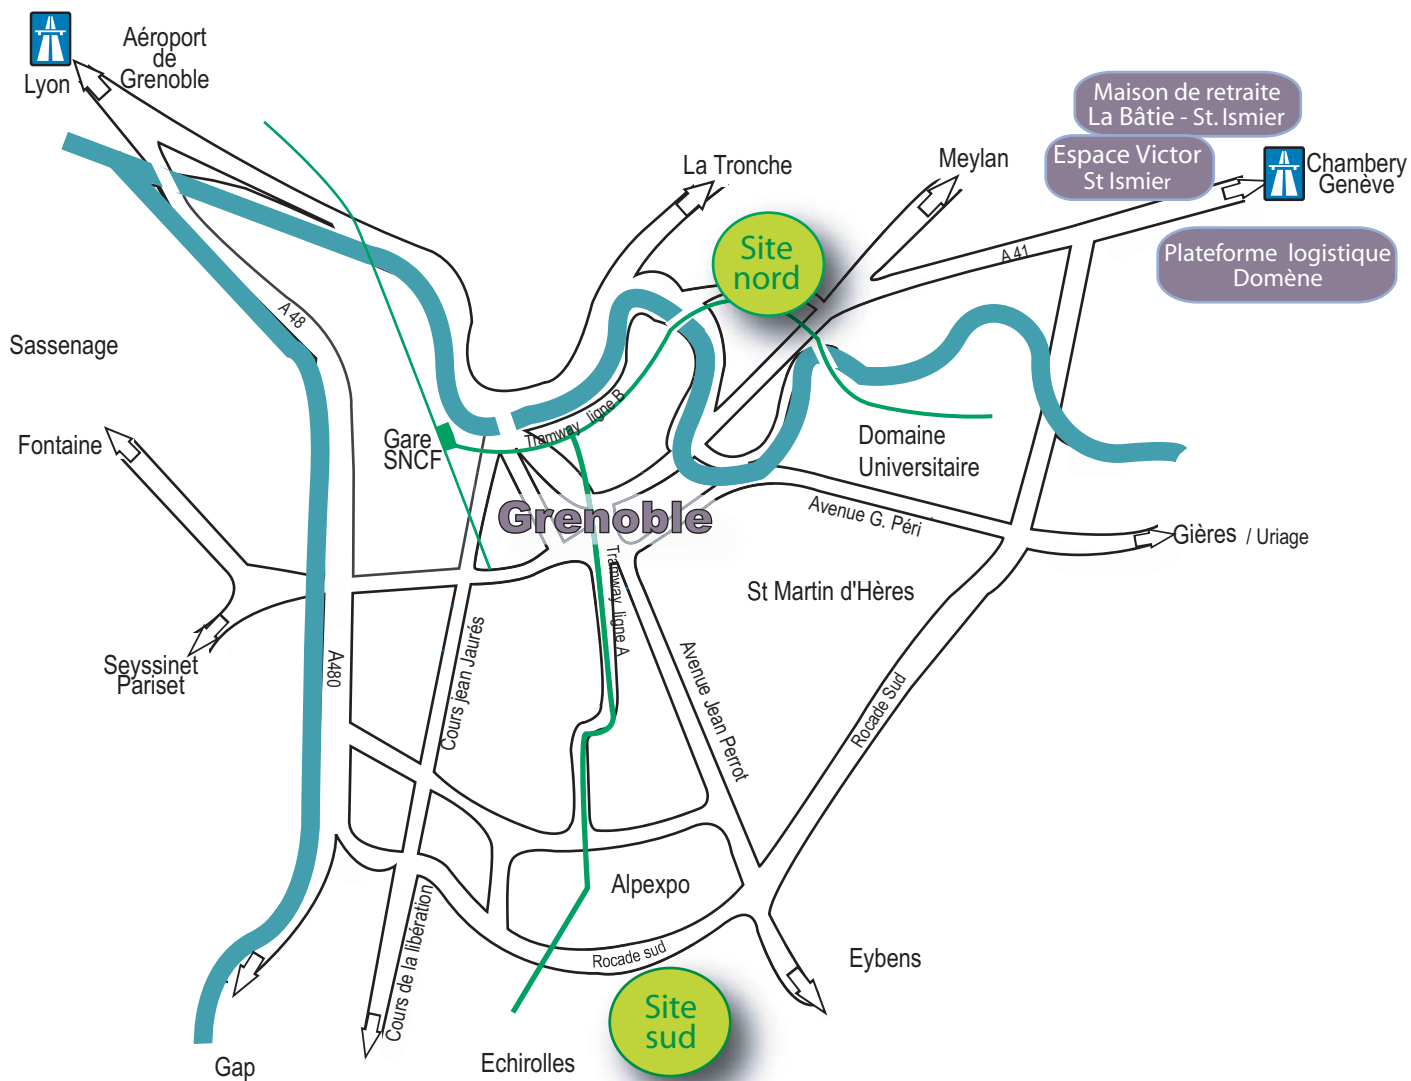 Aéroport
de
Grenoble
Lyon
Maison de retraite
La Bâtie - St. Ismier
Espace Victor
St Ismier
Chambery
Genève
La Tronche
Meylan
Site
nord
A 41
Plateforme logistique
Domène
A 48
Sassenage
Fontaine
Gare
SNCF
Tramway ligne B
Domaine
Universitaire
Grenoble
Avenue G. Péri
Gières / Uriage
Tramway ligne A
St Martin d'Hères
Seyssinet
Pariset
A480
Cours jean Jaurés
Avenue Jean Perrot
Rocade Sud
Alpexpo
Cours de la libération
Rocade sud
Eybens
Site
sud
Echirolles
Gap